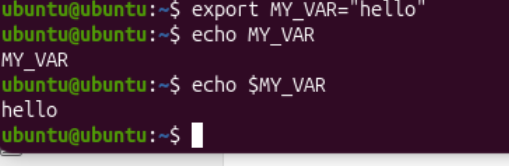 ubuntu@ubuntu:~$ export MY_VAR="hello"
ubuntu@ubuntu:~$ echo MY_VAR
MY_VAR
ubuntu@ubuntu:~$ echo $MY_VAR
hello
ubuntu@ubuntu:~$